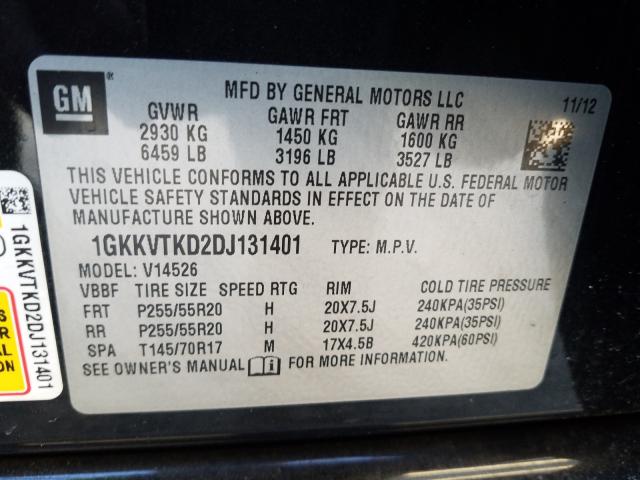 GM
®
MFD BY GENERAL MOTORS LLC
11/12
GVWR GAWR FRT GAWR RR
2930 KG 1450 KG 1600 KG
6459 LB 3196 LB 3527 LB
THIS VEHICLE CONFORMS TO ALL APPLICABLE U.S. FEDERAL MOTOR
VEHICLE SAFETY STANDARDS IN EFFECT ON THE DATE OF
MANUFACTURE SHOWN ABOVE.
1GKKVTKD2DJ131401 TYPE: M.P.V.
MODEL: V14526
VBBF TIRE SIZE SPEED RTG RIM COLD TIRE PRESSURE
FRT P255/55R20 H 20X7.5J 240KPA(35PSI)
RR P255/55R20 H 20X7.5J 240KPA(35PSI)
SPA T145/70R17 M 17X4.5B 420KPA(60PSI)
SEE OWNER'S MANUAL i FOR MORE INFORMATION.
1GKKVTKD2DJ131401